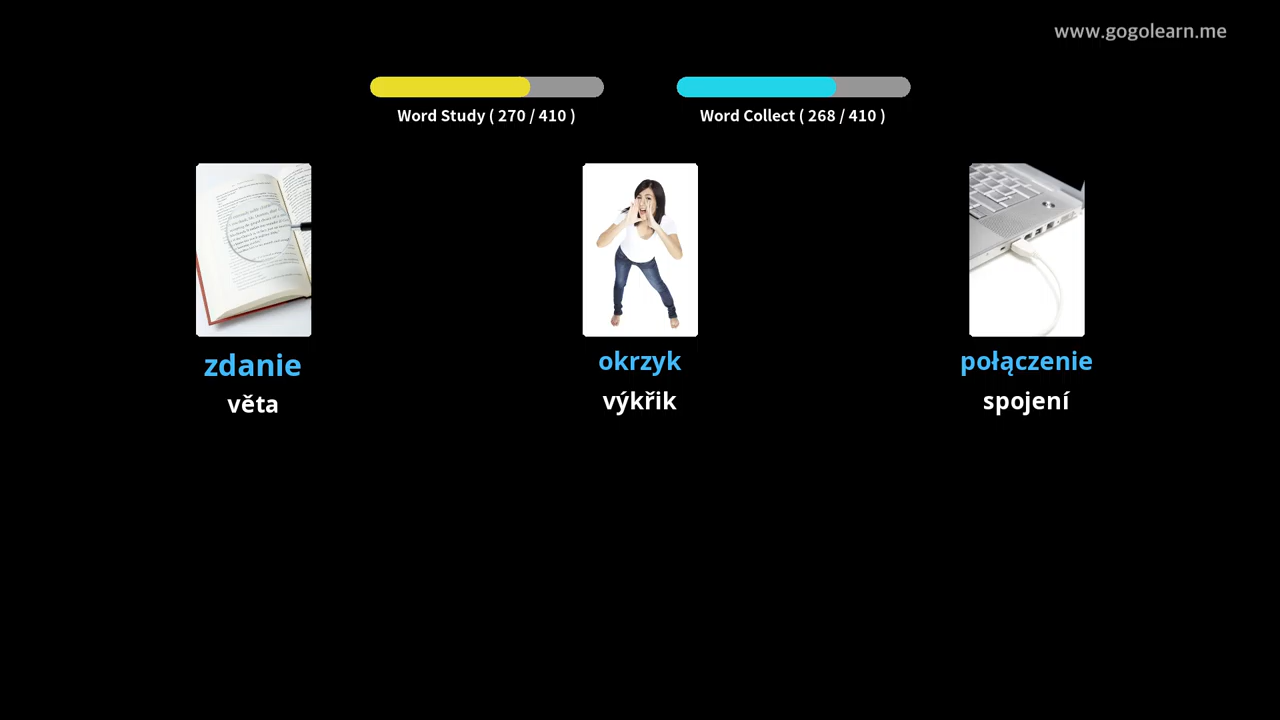 www.gogolearn.me
Word Study ( 270 / 410 )
Word Collect ( 268 / 410 )
zdanie
věta
okrzyk
výkřik
połączenie
spojení